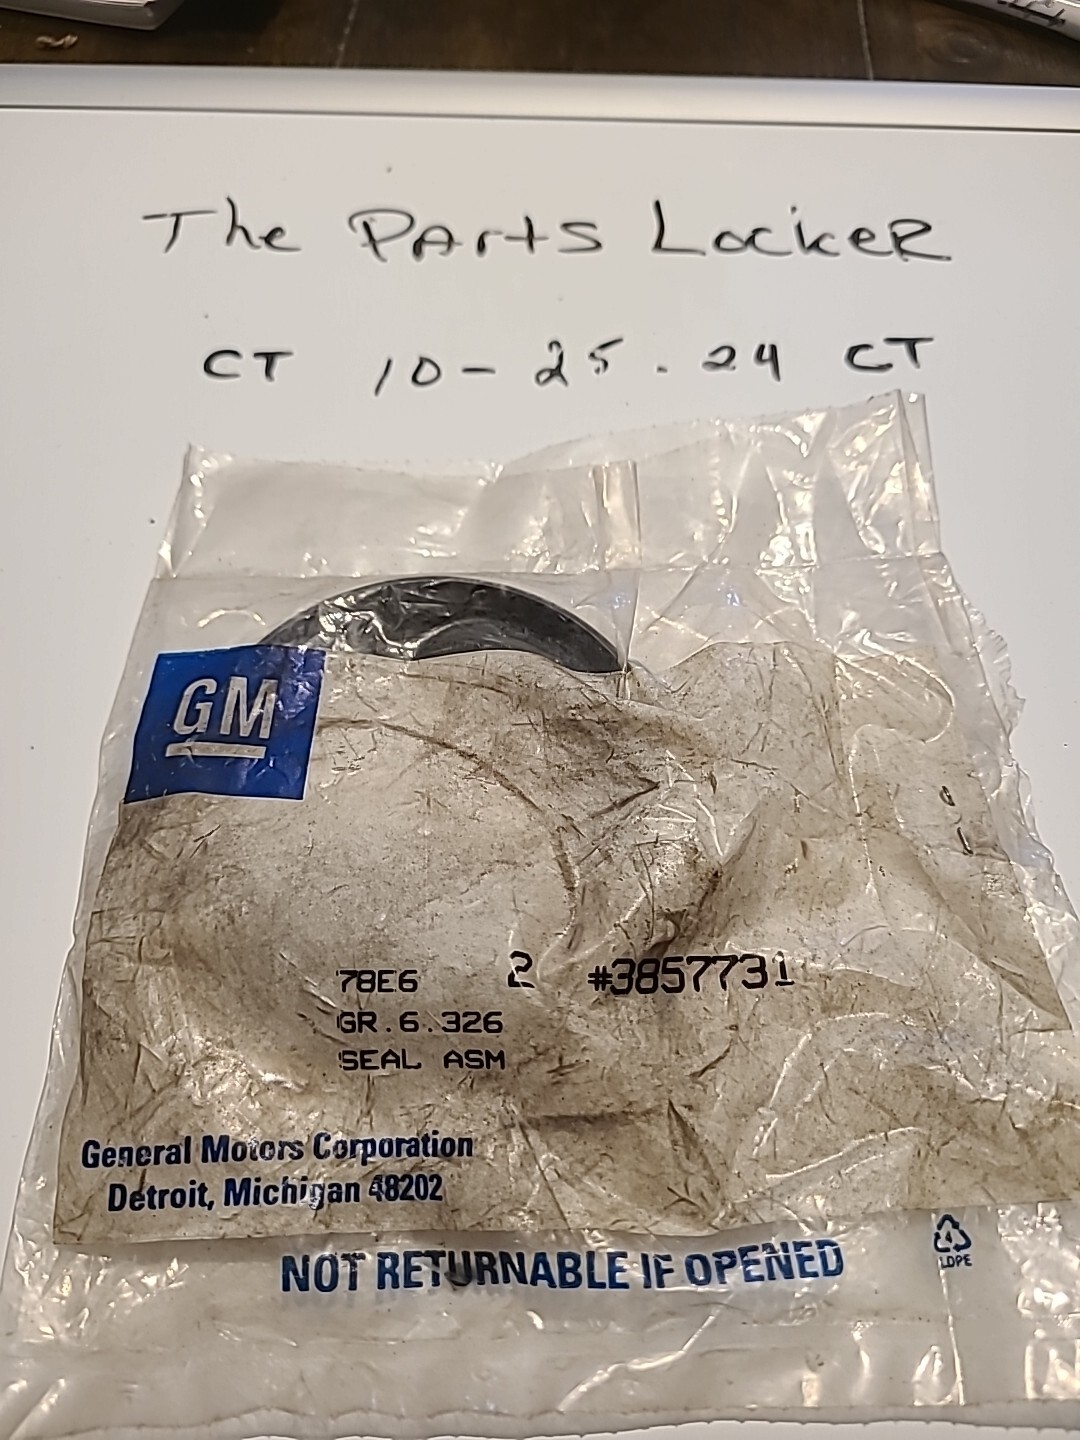 The PArts LockeR
CT 10-25.24 CT
GM
78E6 2 #3857731
GR.6.326
SEAL ASM
General Motors Corporation
Detroit, Michigan 48202
NOT RETURNABLE IF OPENED
4
LDPE